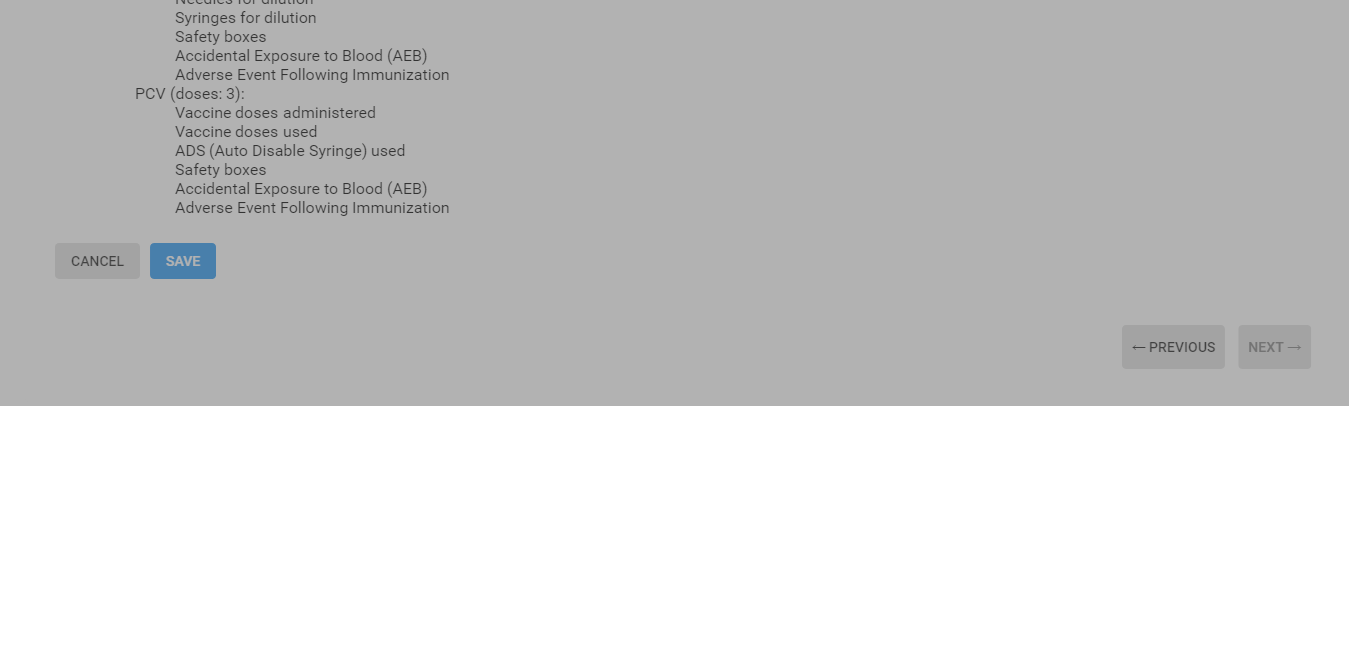 Needles for dilution
Syringes for dilution
Safety boxes
Accidental Exposure to Blood (AEB)
Adverse Event Following Immunization
PCV (doses: 3):
Vaccine doses administered
Vaccine doses used
ADS (Auto Disable Syringe) used
Safety boxes
Accidental Exposure to Blood (AEB)
Adverse Event Following Immunization
CANCEL SAVE
← PREVIOUS NEXT →